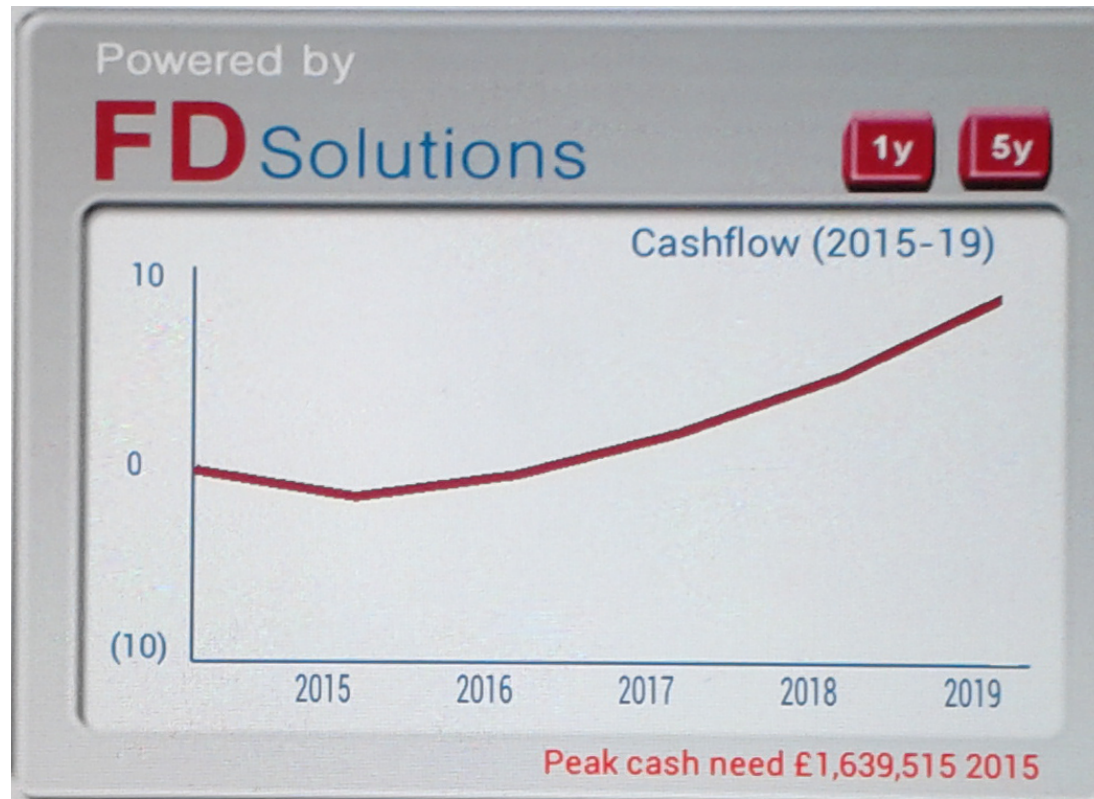 Powered by
FD Solutions
1y 5y
Cashflow (2015-19)
10
0
(10)
2015 2016 2017 2018 2019
Peak cash need £1,639,515 2015